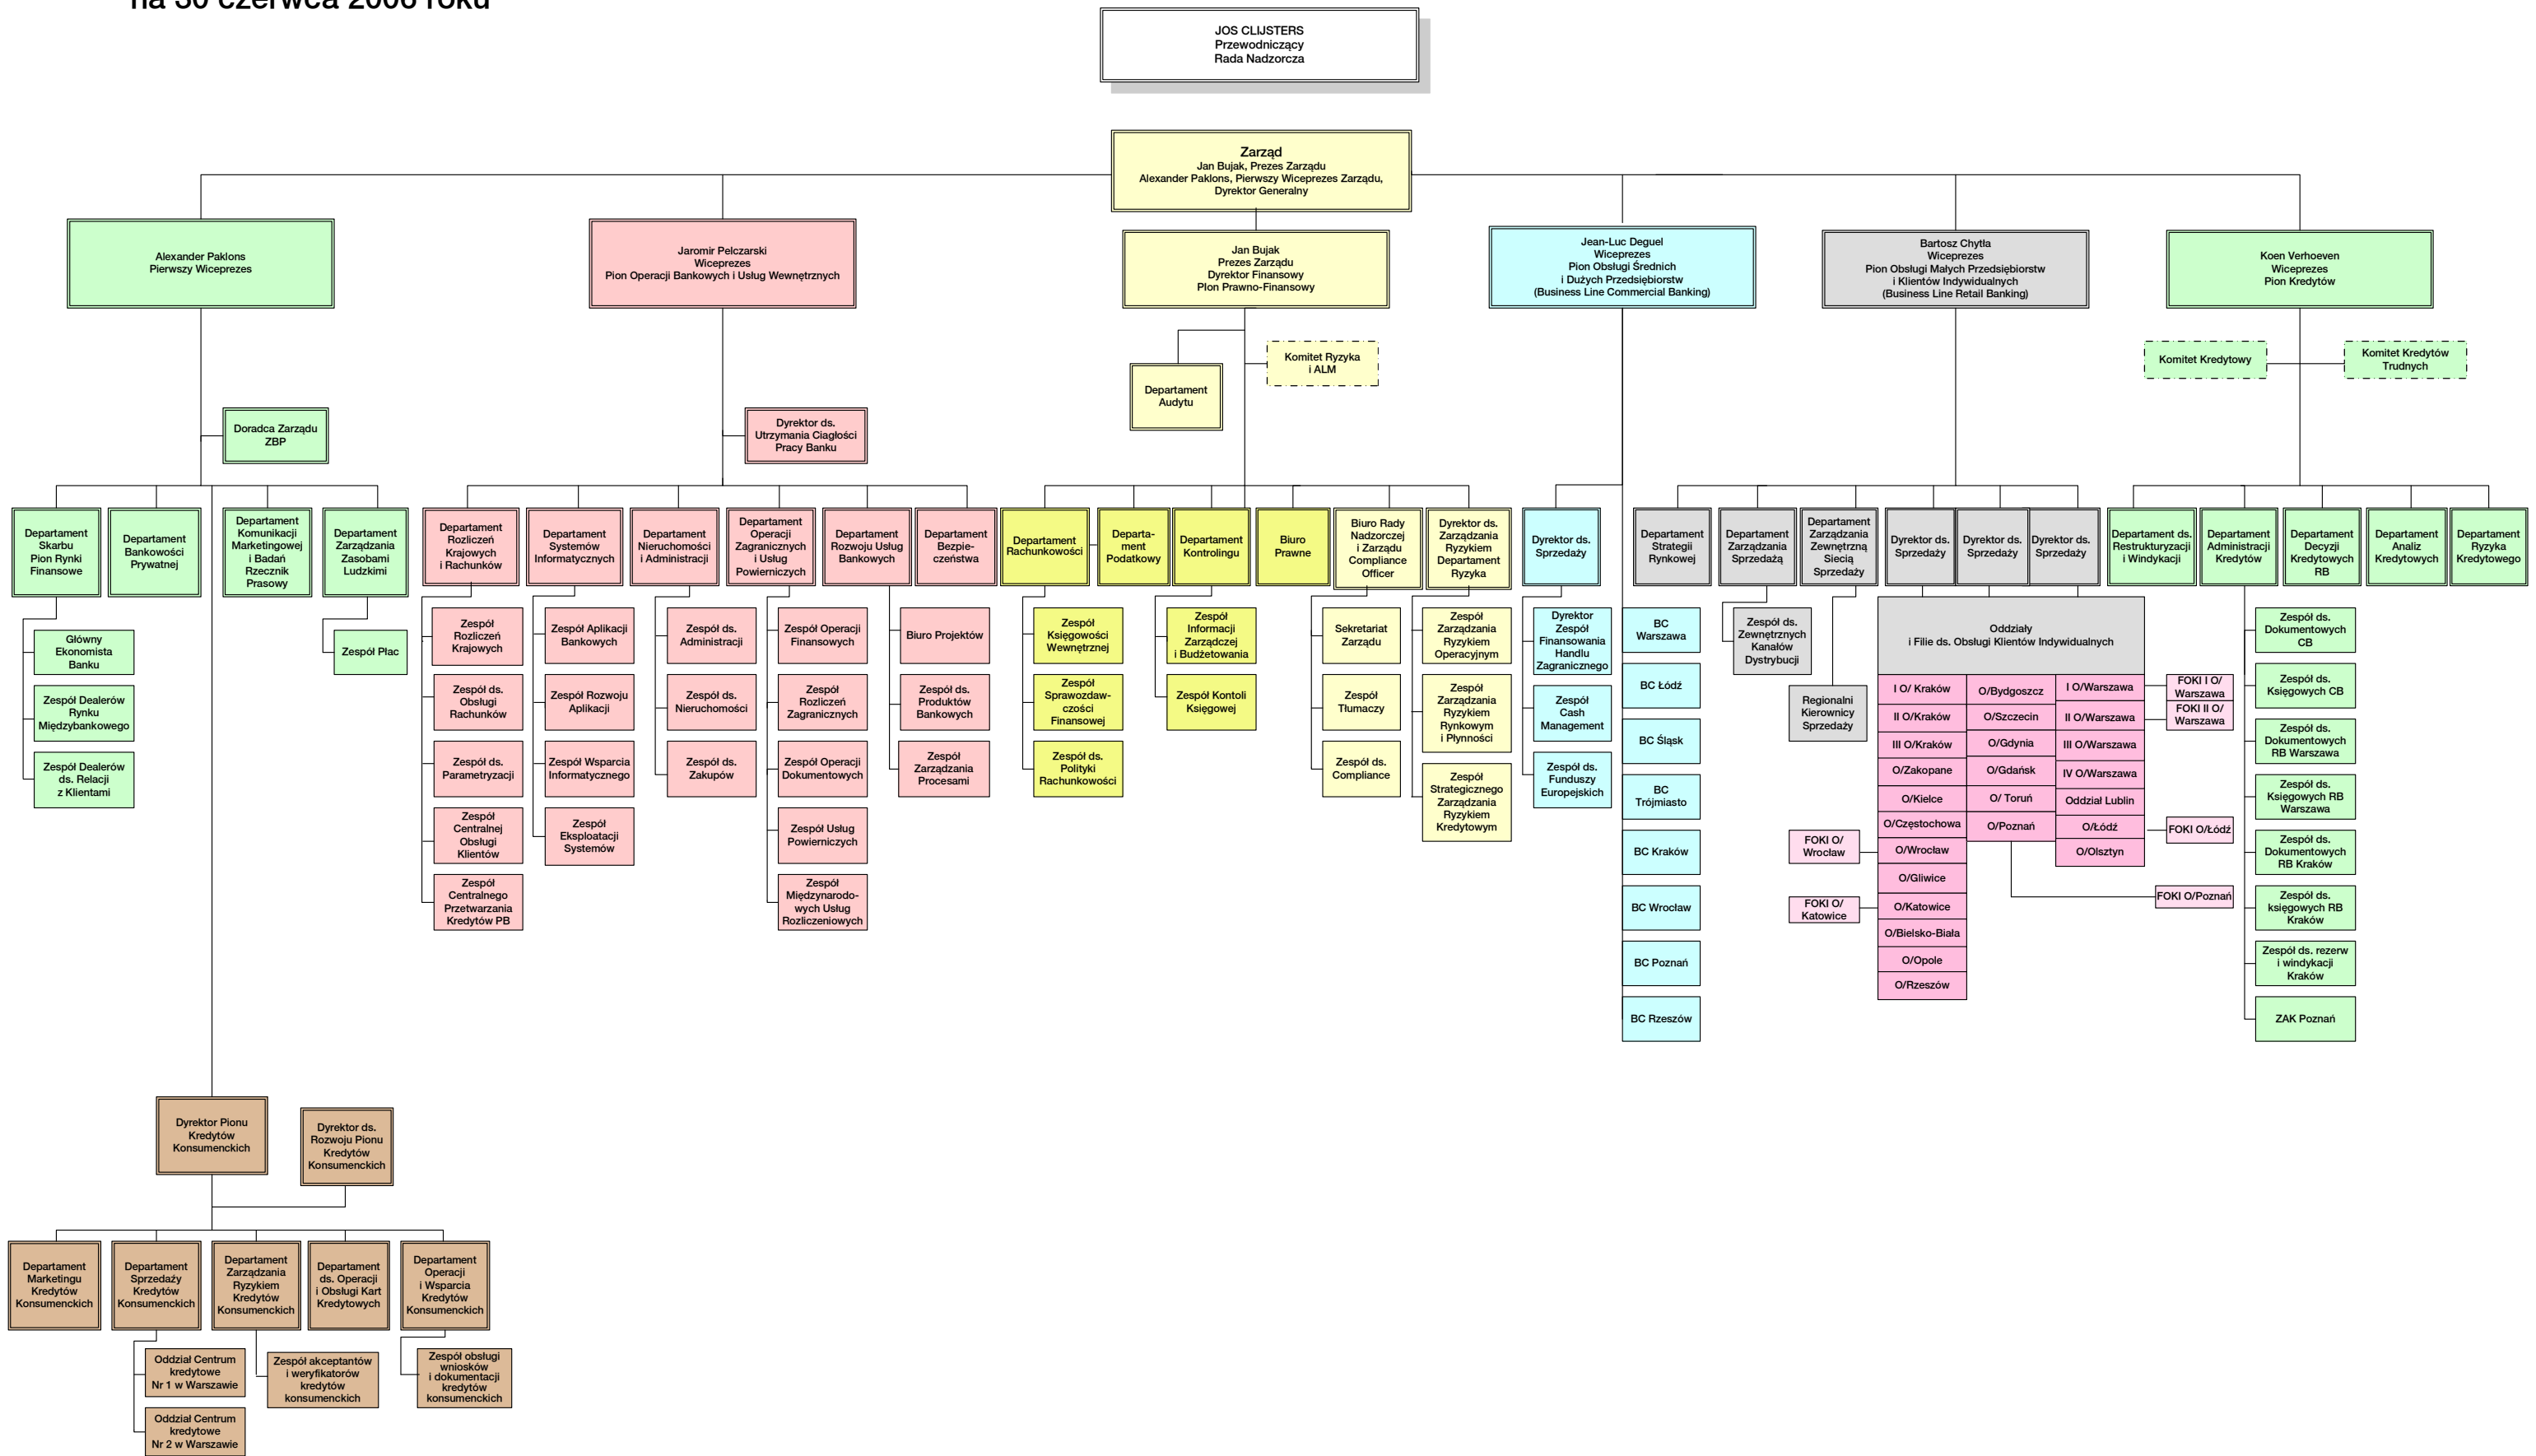 na 30 czerwca 2006 roku
JOS CLIJSTERS
Przewodniczący
Rada Nadzorcza
Zarząd
Jan Bujak, Prezes Zarządu
Alexander Paklons, Pierwszy Wiceprezes Zarządu,
Dyrektor Generalny
Alexander Paklons
Pierwszy Wiceprezes
Jaromir Pelczarski
Wiceprezes
Pion Operacji Bankowych i Usług Wewnętrznych
Jan Bujak
Prezes Zarządu
Dyrektor Finansowy
PIon Prawno-Finansowy
Jean-Luc Deguel
Wiceprezes
Pion Obsługi Średnich
i Dużych Przedsiębiorstw
(Business Line Commercial Banking)
Bartosz Chytła
Wiceprezes
Pion Obsługi Małych Przedsiębiorstw
i Klientów Indywidualnych
(Business Line Retail Banking)
Koen Verhoeven
Wiceprezes
Pion Kredytów
Departament
Audytu
Komitet Ryzyka
i ALM
Komitet Kredytowy
Komitet Kredytów
Trudnych
Doradca Zarządu
ZBP
Dyrektor ds.
Utrzymania Ciagłości
Pracy Banku
Departament
Skarbu
Pion Rynki
Finansowe
Departament
Bankowości
Prywatnej
Departament
Komunikacji
Marketingowej
i Badań
Rzecznik
Prasowy
Departament
Zarządzania
Zasobami
Ludzkimi
Departament
Rozliczeń
Krajowych
i Rachunków
Departament
Systemów
Informatycznych
Departament
Nieruchomości
i Administracji
Departament
Operacji
Zagranicznych
i Usług
Powierniczych
Departament
Rozwoju Usług
Bankowych
Departament
Bezpie-
czeństwa
Departament
Rachunkowości
Departa-
ment
Podatkowy
Departament
Kontrolingu
Biuro
Prawne
Biuro Rady
Nadzorczej
i Zarządu
Compliance
Officer
Dyrektor ds.
Zarządzania
Ryzykiem
Departament
Ryzyka
Dyrektor ds.
Sprzedaży
Departament
Strategii
Rynkowej
Departament
Zarządzania
Sprzedażą
Departament
Zarządzania
Zewnętrzną
Siecią
Sprzedaży
Dyrektor ds.
Sprzedaży
Dyrektor ds.
Sprzedaży
Dyrektor ds.
Sprzedaży
Departament ds.
Restrukturyzacji
i Windykacji
Departament
Administracji
Kredytów
Departament
Decyzji
Kredytowych
RB
Departament
Analiz
Kredytowych
Departament
Ryzyka
Kredytowego
Główny
Ekonomista
Banku
Zespół Dealerów
Rynku
Międzybankowego
Zespół Dealerów
ds. Relacji
z Klientami
Zespół Płac
Zespół
Rozliczeń
Krajowych
Zespół ds.
Obsługi
Rachunków
Zespół ds.
Parametryzacji
Zespół
Centralnej
Obsługi
Klientów
Zespół
Centralnego
Przetwarzania
Kredytów PB
Zespół Aplikacji
Bankowych
Zespół Rozwoju
Aplikacji
Zespół Wsparcia
Informatycznego
Zespół
Eksploatacji
Systemów
Zespół ds.
Administracji
Zespół ds.
Nieruchomości
Zespół ds.
Zakupów
Zespół Operacji
Finansowych
Zespół
Rozliczeń
Zagranicznych
Zespół Operacji
Dokumentowych
Zespół Usług
Powierniczych
Zespół
Międzynarodo-
wych Usług
Rozliczeniowych
Biuro Projektów
Zespół ds.
Produktów
Bankowych
Zespół
Zarządzania
Procesami
Zespół
Księgowości
Wewnętrznej
Zespół
Sprawozdaw-
czości
Finansowej
Zespół ds.
Polityki
Rachunkowości
Zespół
Informacji
Zarządczej
i Budżetowania
Zespół Kontoli
Księgowej
Sekretariat
Zarządu
Zespół
Tłumaczy
Zespół ds.
Compliance
Zespół
Zarządzania
Ryzykiem
Operacyjnym
Zespół
Zarządzania
Ryzykiem
Rynkowym
i Płynności
Zespół
Strategicznego
Zarządzania
Ryzykiem
Kredytowym
Dyrektor
Zespół
Finansowania
Handlu
Zagranicznego
Zespół
Cash
Management
Zespół ds.
Funduszy
Europejskich
BC
Warszawa
BC Łódź
BC Śląsk
BC
Trójmiasto
BC Kraków
BC Wrocław
BC Poznań
BC Rzeszów
Zespół ds.
Zewnętrznych
Kanałów
Dystrybucji
Regionalni
Kierownicy
Sprzedaży
Oddziały
i Filie ds. Obsługi Klientów Indywidualnych
I O/ Kraków
II O/Kraków
III O/Kraków
O/Zakopane
O/Kielce
O/Częstochowa
O/Wrocław
O/Gliwice
O/Katowice
O/Bielsko-Biała
O/Opole
O/Rzeszów
O/Bydgoszcz
O/Szczecin
O/Gdynia
O/Gdańsk
O/ Toruń
O/Poznań
I O/Warszawa
II O/Warszawa
III O/Warszawa
IV O/Warszawa
Oddział Lublin
O/Łódź
O/Olsztyn
FOKI I O/
Warszawa
FOKI II O/
Warszawa
FOKI O/Łódź
FOKI O/Poznań
FOKI O/
Wrocław
FOKI O/
Katowice
Zespół ds.
Dokumentowych
CB
Zespół ds.
Księgowych CB
Zespół ds.
Dokumentowych
RB Warszawa
Zespół ds.
Księgowych RB
Warszawa
Zespół ds.
Dokumentowych
RB Kraków
Zespół ds.
księgowych RB
Kraków
Zespół ds. rezerw
i windykacji
Kraków
ZAK Poznań
Dyrektor Pionu
Kredytów
Konsumenckich
Dyrektor ds.
Rozwoju Pionu
Kredytów
Konsumenckich
Departament
Marketingu
Kredytów
Konsumenckich
Departament
Sprzedaży
Kredytów
Konsumenckich
Departament
Zarządzania
Ryzykiem
Kredytów
Konsumenckich
Departament
ds. Operacji
i Obsługi Kart
Kredytowych
Departament
Operacji
i Wsparcia
Kredytów
Konsumenckich
Oddział Centrum
kredytowe
Nr 1 w Warszawie
Oddział Centrum
kredytowe
Nr 2 w Warszawie
Zespół akceptantów
i weryfikatorów
kredytów
konsumenckich
Zespół obsługi
wniosków
i dokumentacji
kredytów
konsumenckich